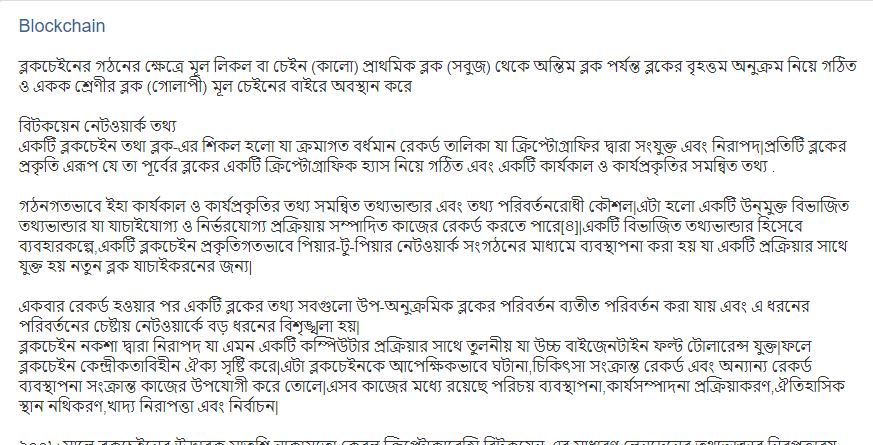 Blockchain
ব্লকচেইনের গঠনের ক্ষেত্রে মূল লিকল বা চেইন (কালো) প্রাথমিক ব্লক (সবুজ) থেকে অন্তিম ব্লক পর্যন্ত ব্লকের বৃহত্তম অনুক্রম নিয়ে গঠিত
ও একক শ্রেণীর ব্লক (গোলাপী) মূল চেইনের বাইরে অবস্থান করে
বিটকয়েন নেটওয়ার্ক তথ্য
একটি ব্লকচেইন তথা ব্লক-এর শিকল হলো যা ক্রমাগত বর্ধমান রেকর্ড তালিকা যা ক্রিপ্টোগ্রাফির দ্বারা সংযুক্ত এবং নিরাপদ|প্রতিটি ব্লকের
প্রকৃতি এরূপ যে তা পূর্বের ব্লকের একটি ক্রিপ্টোগ্রাফিক হ্যাস নিয়ে গঠিত এবং একটি কার্যকাল ও কার্যপ্রকৃতির সমন্বিত তথ্য .
গঠনগতভাবে ইহা কার্যকাল ও কার্যপ্রকৃতির তথ্য সমন্বিত তথ্যভান্ডার এবং তথ্য পরিবর্তনরোধী কৌশল|এটা হলো একটি উন্মুক্ত বিভাজিত
তথ্যভান্ডার যা যাচাইযোগ্য ও নির্ভরযোগ্য প্রক্রিয়ায় সম্পাদিত কাজের রেকর্ড করতে পারে[৪]|একটি বিভাজিত তথ্যভান্ডার হিসেবে
ব্যবহারকল্পে,একটি ব্লকচেইন প্রকৃতিগতভাবে পিয়ার-টু-পিয়ার নেটওয়ার্ক সংগঠনের মাধ্যমে ব্যবস্থাপনা করা হয় যা একটি প্রক্রিয়ার সাথে
যুক্ত হয় নতুন ব্লক যাচাইকরনের জন্য|
একবার রেকর্ড হওয়ার পর একটি ব্লকের তথ্য সবগুলো উপ-অনুক্রমিক ব্লকের পরিবর্তন ব্যতীত পরিবর্তন করা যায় এবং এ ধরনের
পরিবর্তনের চেষ্টায় নেটওয়ার্কে বড় ধরনের বিশৃঙ্খলা হয়|
ব্লকচেইন নকশা দ্বারা নিরাপদ যা এমন একটি কম্পিউটার প্রক্রিয়ার সাথে তুলনীয় যা উচ্চ বাইজেনটাইন ফল্ট টোলারেন্স যুক্ত|ফলে
ব্লকচেইন কেন্দ্রীকতাবিহীন ঐক্য সৃষ্টি করে|এটা ব্লকচেইনকে আপেক্ষিকভাবে ঘটানা,চিকিৎসা সংক্রান্ত রেকর্ড এবং অন্যান্য রেকর্ড
ব্যবস্থাপনা সংক্রান্ত কাজের উপযোগী করে তোলে|এসব কাজের মধ্যে রয়েছে পরিচয় ব্যবস্থাপনা,কার্যসম্পাদনা প্রক্রিয়াকরণ,ঐতিহাসিক
স্থান নথিকরণ,খাদ্য নিরাপত্তা এবং নির্বাচন|